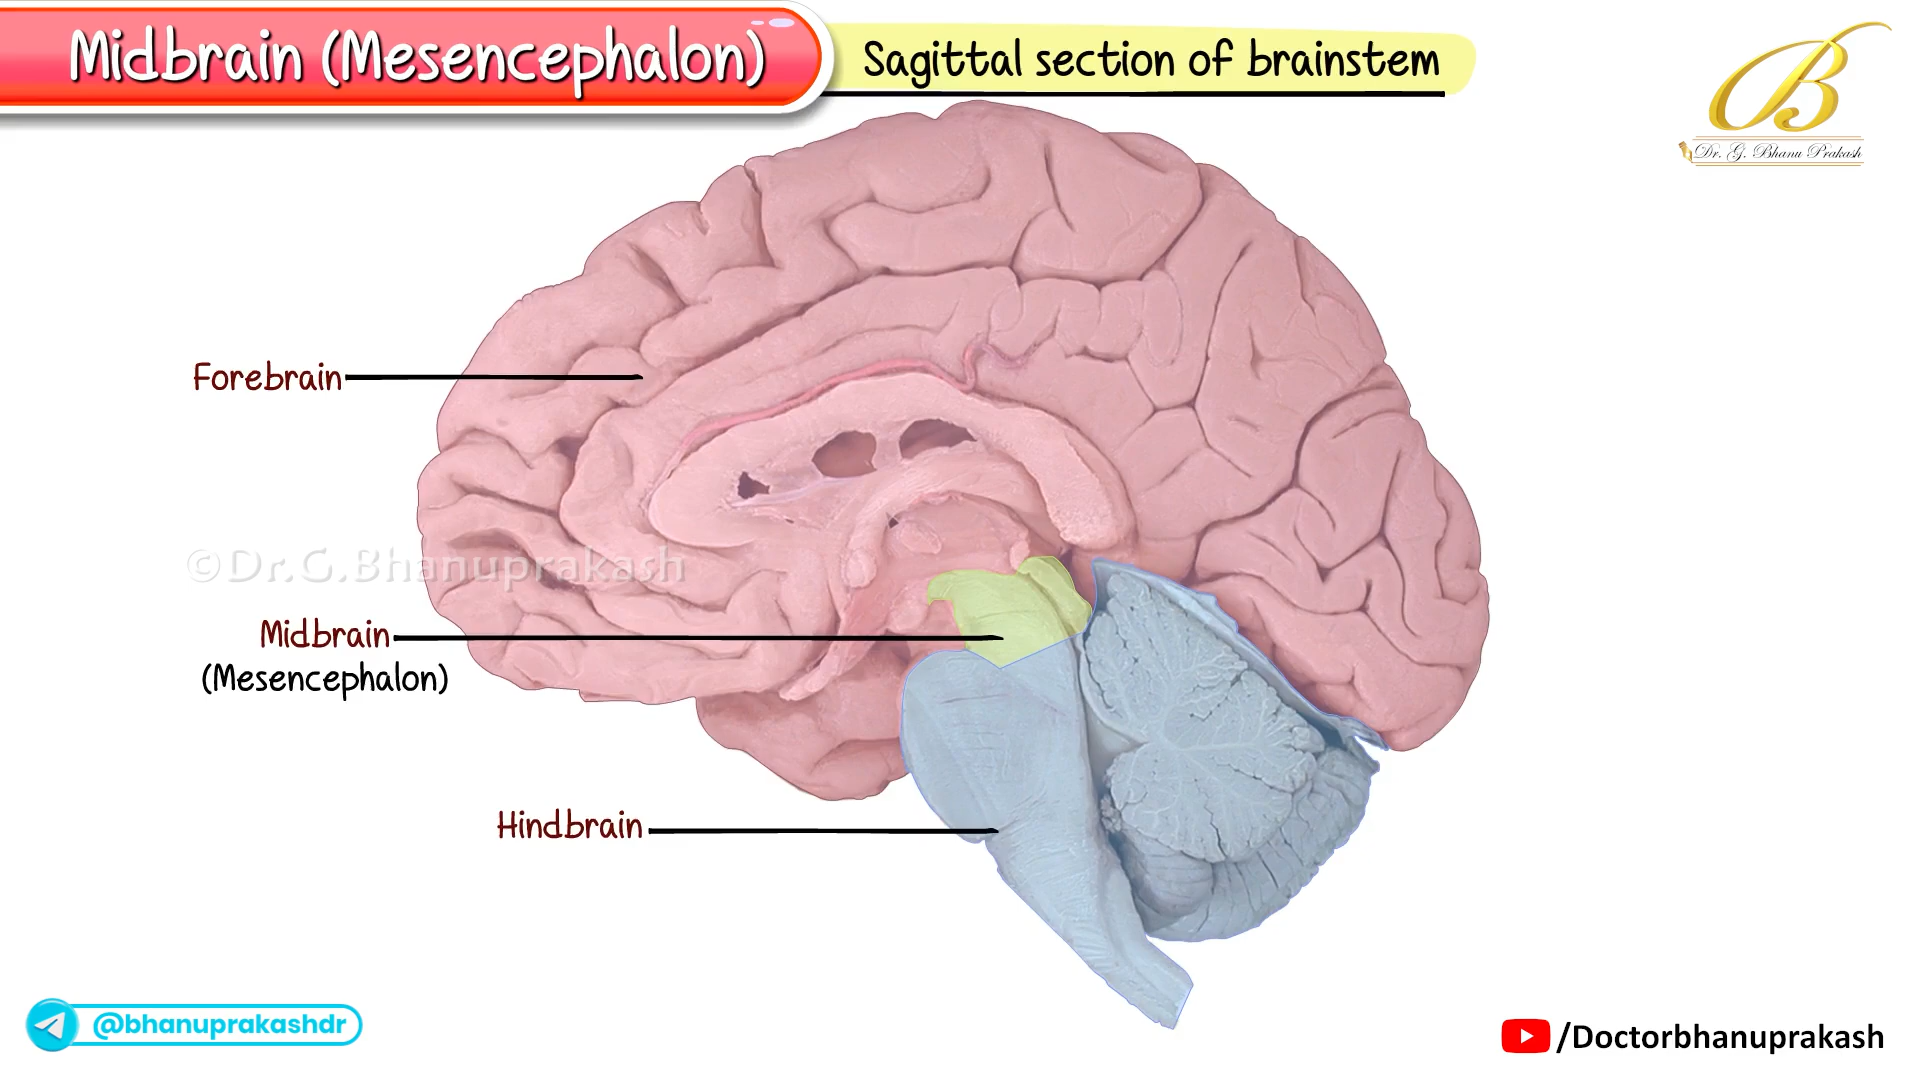 Midbrain (Mesencephalon)
Sagittal section of brainstem
B
Dr. G. Bhanu Prakash
Forebrain
©Dr.G.Bhanuprakash
Midbrain
(Mesencephalon)
Hindbrain
@bhanuprakashdr
/Doctorbhanuprakash